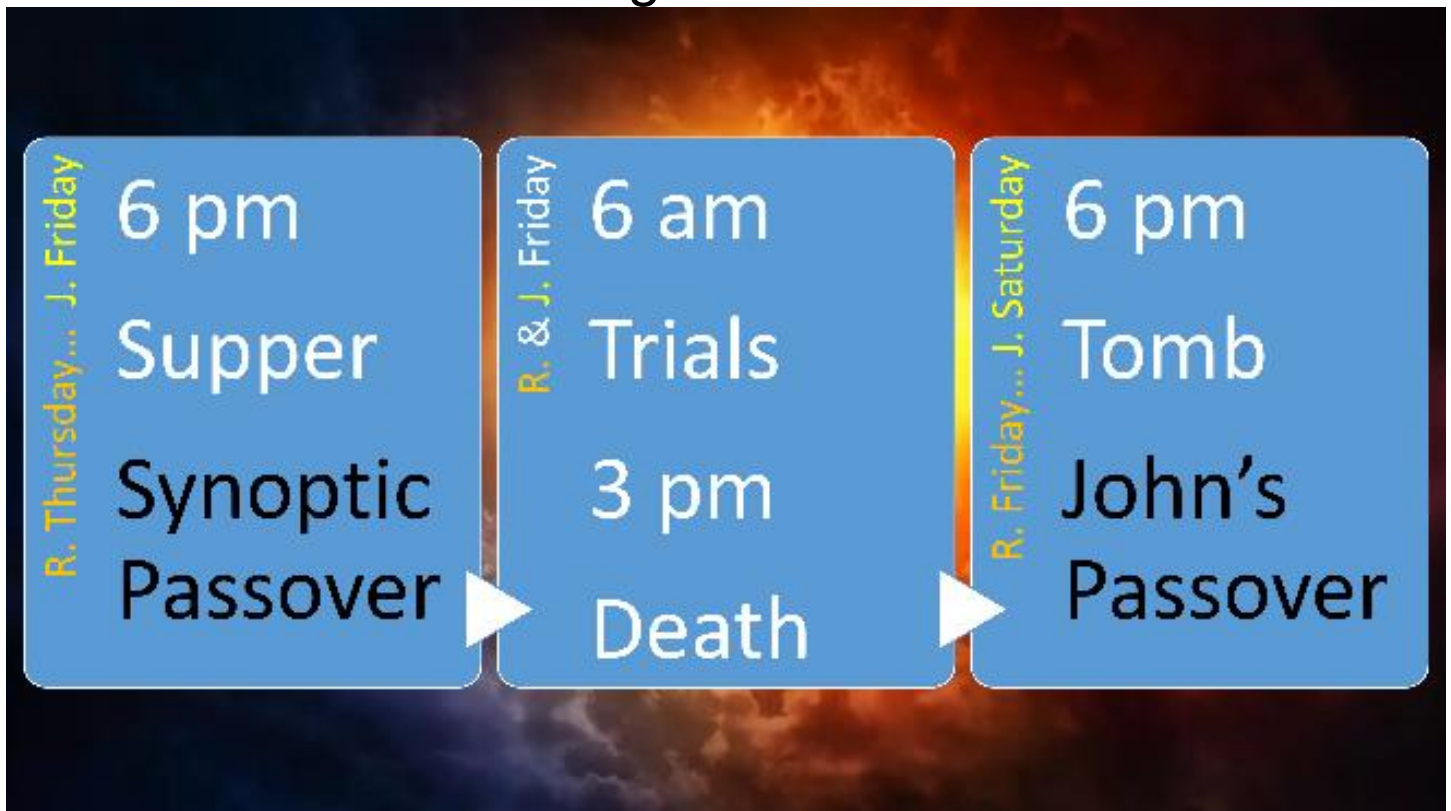 R. Thursday... J. Friday
6 pm
Supper
Synoptic
Passover
R. & J. Friday
6 am
Trials
3 pm
Death
R. Friday... J. Saturday
6 pm
Tomb
John's
Passover